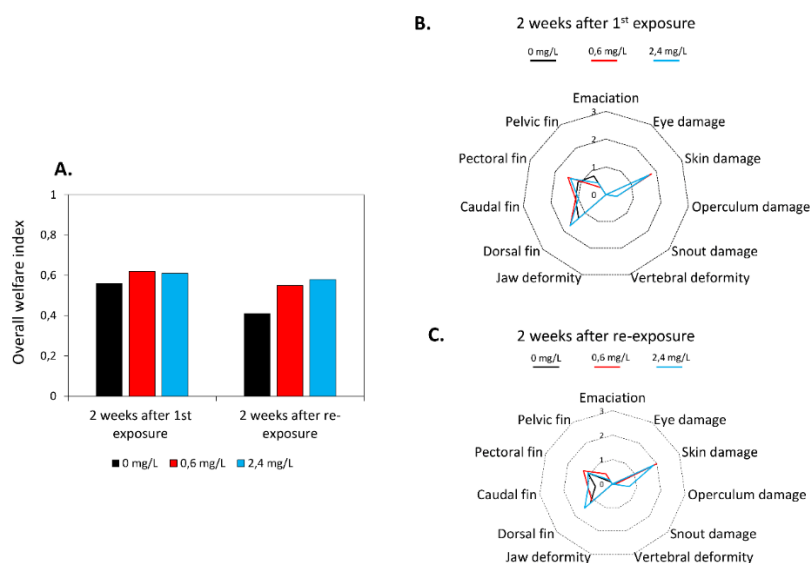 A.
Overall welfare index
1
0,8
0,6
0,4
0,2
0
2 weeks after 1st
exposure
2 weeks after re-
exposure
0 mg/L
0,6 mg/L
2,4 mg/L
B.
2 weeks after 1st exposure
0 mg/L
0,6 mg/L
2,4 mg/L
Emaciation
Eye damage
Skin damage
Operculum damage
Snout damage
Vertebral deformity
Jaw deformity
Dorsal fin
Caudal fin
Pectoral fin
Pelvic fin
3
2
1
0
C.
2 weeks after re-exposure
0 mg/L
0,6 mg/L
2,4 mg/L
Emaciation
Eye damage
Skin damage
Operculum damage
Snout damage
Vertebral deformity
Jaw deformity
Dorsal fin
Caudal fin
Pectoral fin
Pelvic fin
3
2
1
0